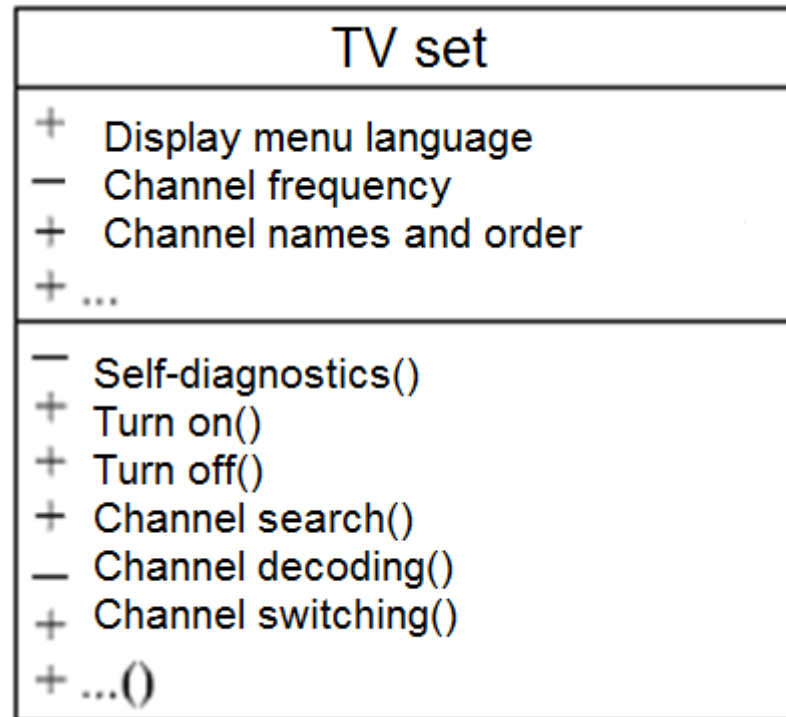 TV set
+ Display menu language
– Channel frequency
+ Channel names and order
+ ...
– Self-diagnostics()
+ Turn on()
+ Turn off()
+ Channel search()
– Channel decoding()
+ Channel switching()
+ ...()